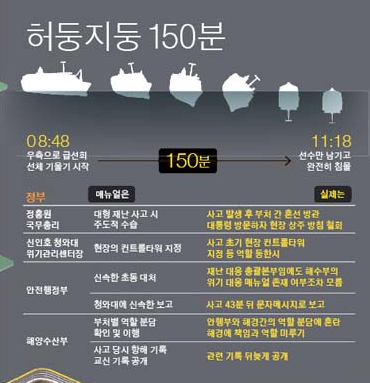 허둥지둥 150분
08:48
우측으로 급선회
선체 기울기 시작
150분
11:18
선수만 남기고
완전히 침몰
정부
매뉴얼은
실제는
정홍원
국무총리
대형 재난 사고 시
주도적 수습
사고 발생 후 부처 간 혼선 방관
대통령 방문하자 현장 상주 방침 철회
신인호 청와대
위기관리센터장
현장의 컨트롤타워 지정
사고 초기 현장 컨트롤타워
지정 등 역할 등한시
안전행정부
신속한 초동 대처
재난 대응 총괄본부임에도 해수부의
위기 대응 매뉴얼 존재 여부조차 모름
청와대에 신속한 보고
사고 43분 뒤 문자메시지로 보고
해양수산부
부처별 역할 분담
확인 및 이행
안행부와 해경간의 역할 분담에 혼란
해경에 책임과 역할 미루기
사고 당시 항해 기록
교신 기록 공개
관련 기록 뒤늦게 공개